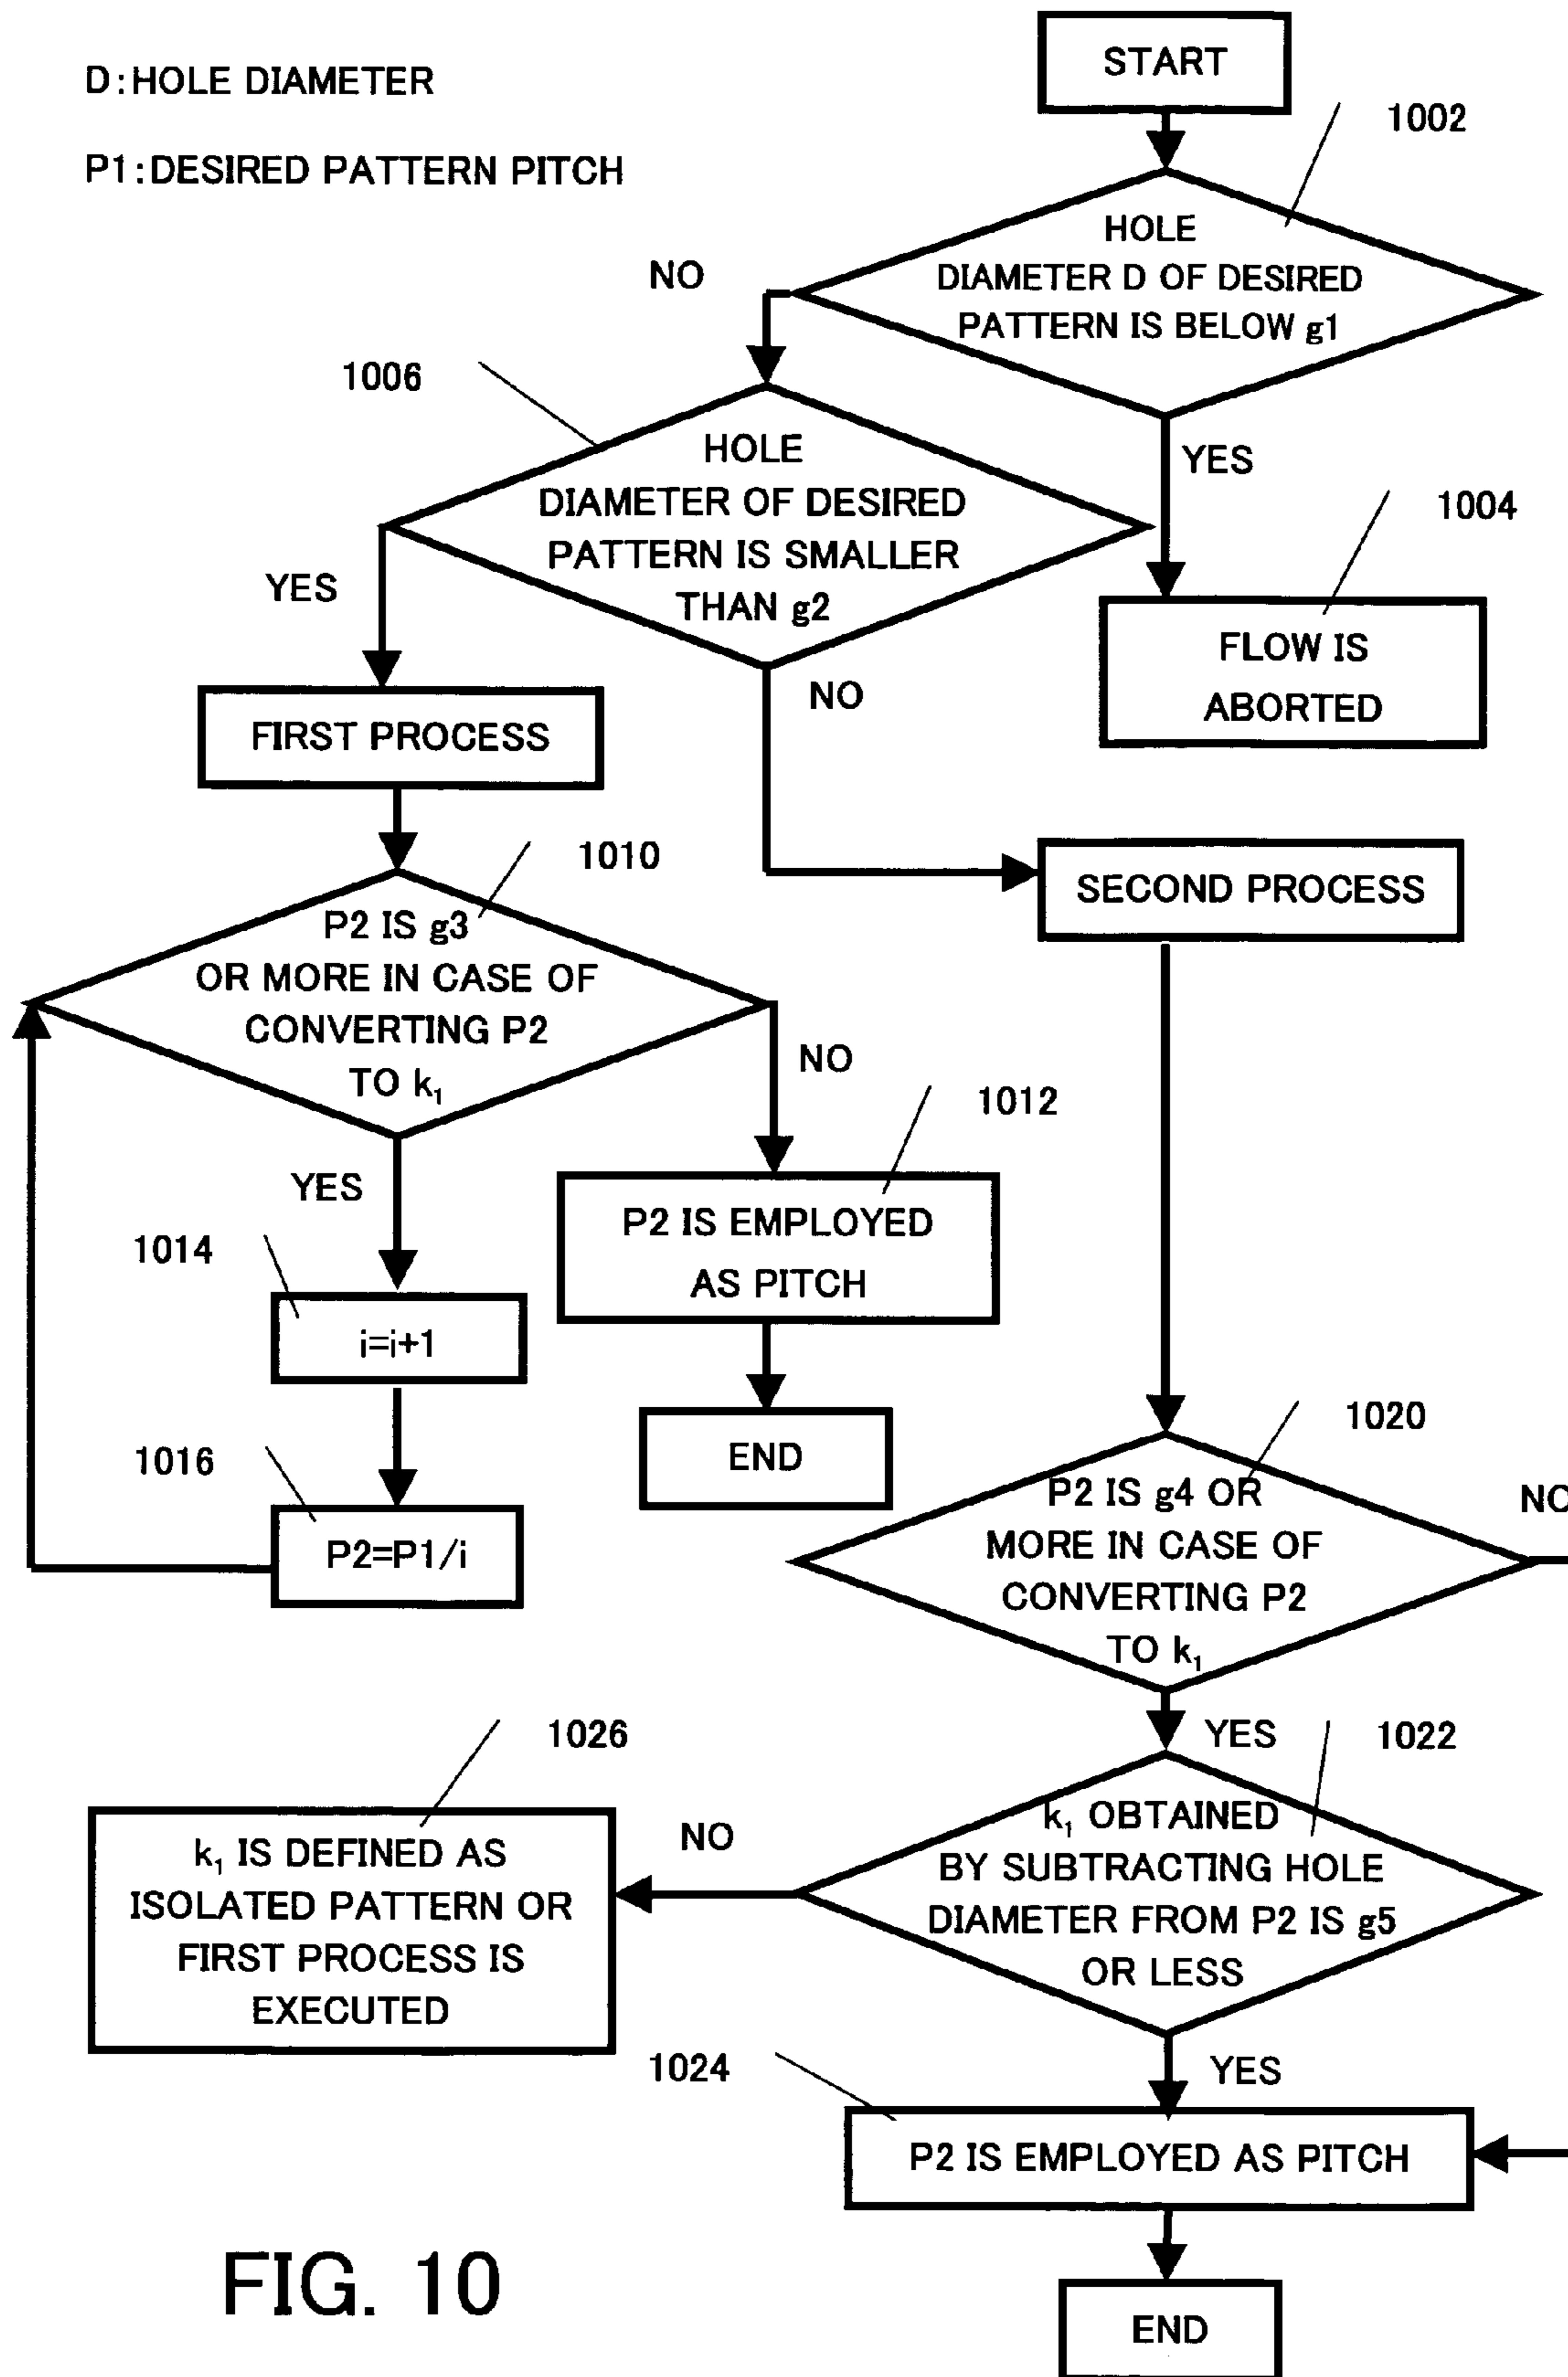 D:HOLE DIAMETER
P1:DESIRED PATTERN PITCH
START
1002
HOLE
DIAMETER D OF DESIRED
PATTERN IS BELOW g1
NO
YES
1006
HOLE
DIAMETER OF DESIRED
PATTERN IS SMALLER
THAN g2
YES
NO
1004
FLOW IS
ABORTED
FIRST PROCESS
SECOND PROCESS
1010
P2 IS g3
OR MORE IN CASE OF
CONVERTING P2
TO k₁
NO
YES
1012
P2 IS EMPLOYED
AS PITCH
END
1014
i=i+1
1016
P2=P1/i
1020
P2 IS g4 OR
MORE IN CASE OF
CONVERTING P2
TO k₁
NO
YES
1022
k₁ OBTAINED
BY SUBTRACTING HOLE
DIAMETER FROM P2 IS g5
OR LESS
NO
YES
1026
k₁ IS DEFINED AS
ISOLATED PATTERN OR
FIRST PROCESS IS
EXECUTED
1024
P2 IS EMPLOYED AS PITCH
END
FIG. 10